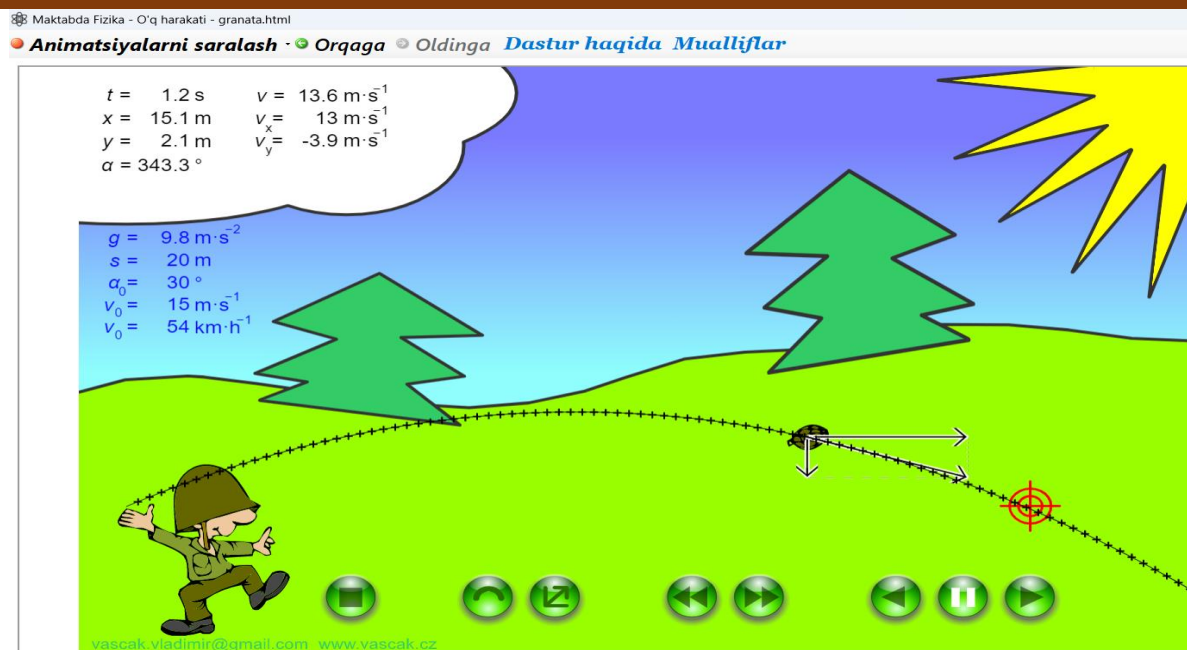 Maktabda Fizika - O'q harakati - granata.html
Animatsiyalarni saralash · Orqaga Oldinga Dastur haqida Mualliflar
t = 1.2 s v = 13.6 m·s⁻¹
x = 15.1 m vₓ = 13 m·s⁻¹
y = 2.1 m v_y = -3.9 m·s⁻¹
α = 343.3 °
g = 9.8 m·s⁻²
s = 20 m
α₀ = 30 °
v₀ = 15 m·s⁻¹
v₀ = 54 km·h⁻¹
vascak.vladimir@gmail.com www.vascak.cz